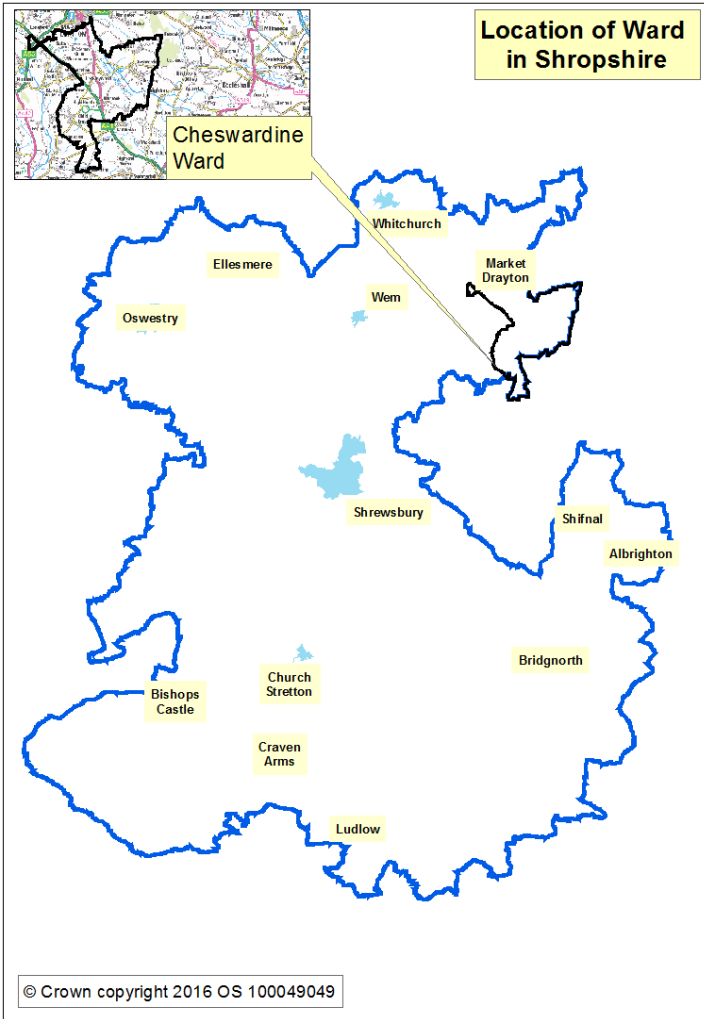 Location of Ward
in Shropshire
Cheswardine
Ward
Whitchurch
Ellesmere
Market
Drayton
Wem
Oswestry
Shrewsbury
Shifnal
Albrighton
Bridgnorth
Church
Stretton
Bishops
Castle
Craven
Arms
Ludlow
© Crown copyright 2016 OS 100049049